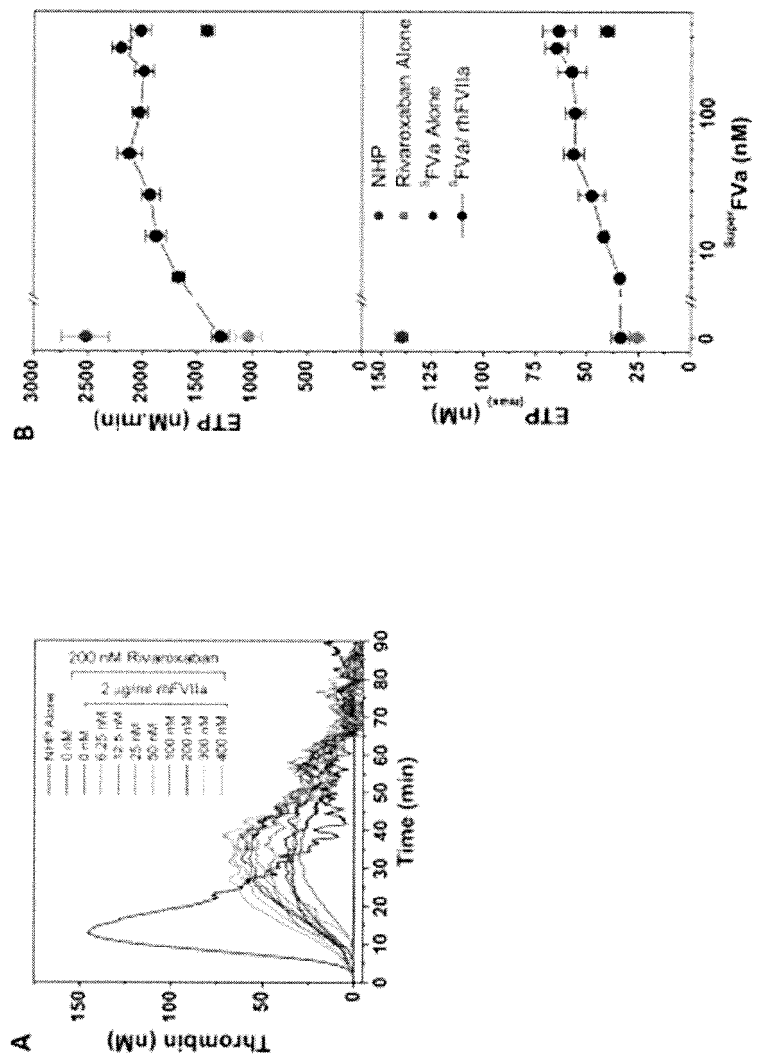 A
Thrombin (nM)
150
100
50
0
NHP Alone
0 nM
0 nM
6.25 nM
12.5 nM
25 nM
50 nM
100 nM
200 nM
300 nM
400 nM
2 µg/ml rhFVIIa
200 nM Rivaroxaban
0 10 20 30 40 50 60 70 80 90
Time (min)
B
ETP (nM.min)
3000
2500
2000
1500
1000
0
ETP (max) (nM)
150
125
100
75
50
25
0
NHP
Rivaroxaban Alone
SFVa Alone
SFVa/ rhFVIIa
0 10 100
SuperFVa (nM)